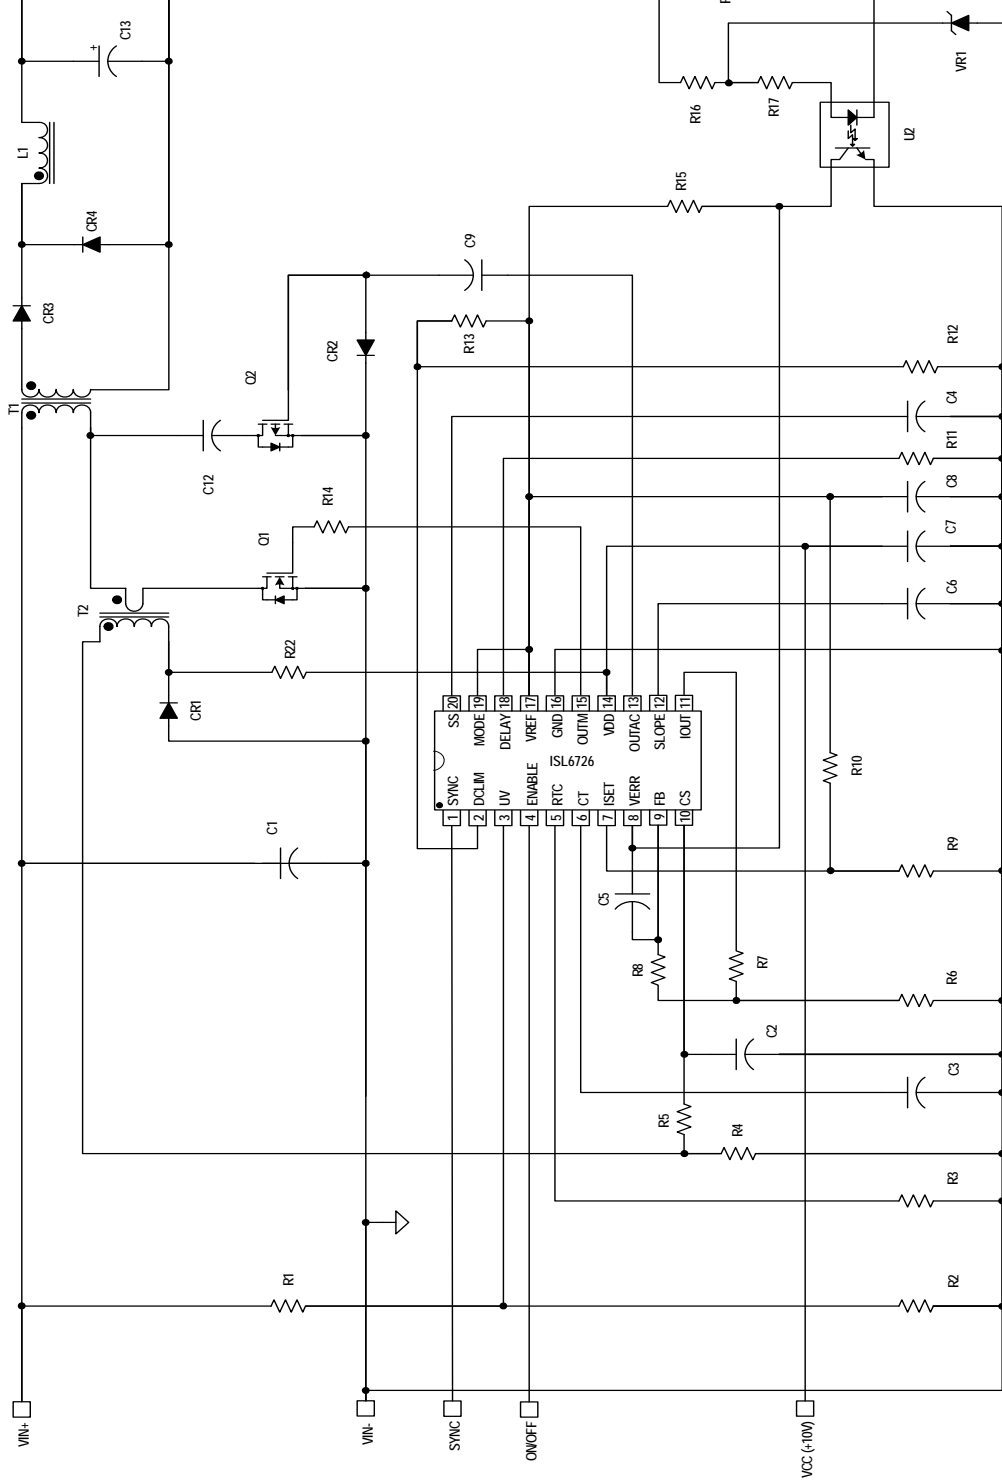 C13
+
VR1
R16
R17
L1
U2
R15
CR4
C9
CR3
R13
CR2
R12
T1
Q2
C4
R11
C12
C8
R14
C7
Q1
C6
T2
R22
CR1
20 SS
19 MODE
18 DELAY
17 VREF
16 GND
15 OUTM
14 VDD
13 OUTAC
12 SLOPE
11 IOUT
ISL6726
1 SYNC
2 DCLIM
3 UV
4 ENABLE
5 RTC
6 CT
7 ISET
8 VERR
9 FB
10 CS
R10
C1
R9
C5
R8
R7
R6
C2
C3
R5
R4
R3
R1
R2
VIN+
VIN-
SYNC
ON/OFF
VCC (+10V)